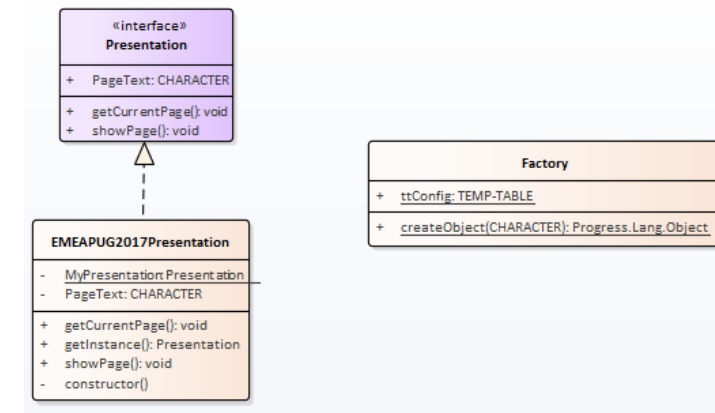 «interface»
Presentation
+ PageText: CHARACTER
+ getCurrentPage(): void
+ showPage(): void
EMEAPUG2017Presentation
- MyPresentation: Presentation
- PageText: CHARACTER
+ getCurrentPage(): void
+ getInstance(): Presentation
+ showPage(): void
- constructor()
Factory
+ ttConfig: TEMP-TABLE
+ createObject(CHARACTER): Progress.Lang.Object